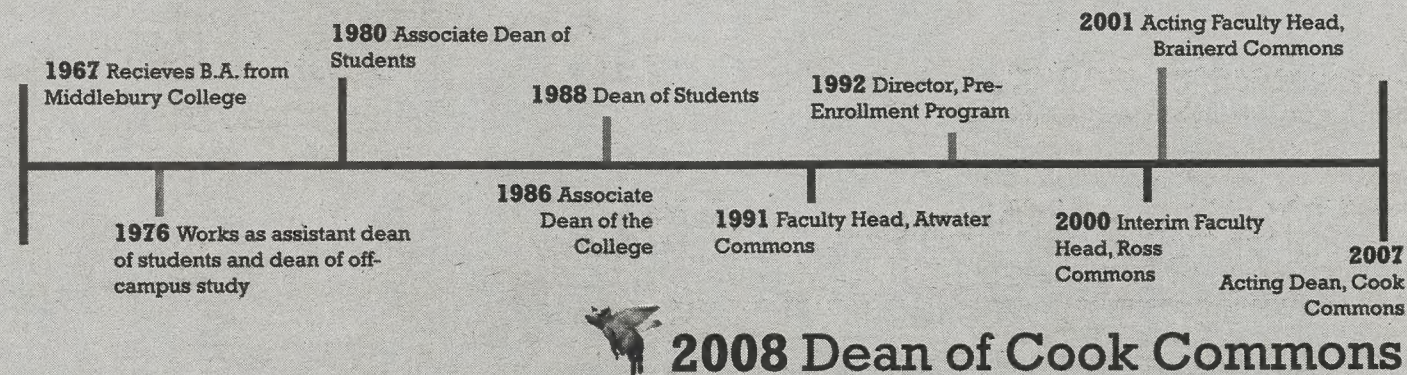 1967 Recieves B.A. from
Middlebury College
1976 Works as assistant dean
of students and dean of off-
campus study
1980 Associate Dean of
Students
1986 Associate
Dean of the
College
1988 Dean of Students
1991 Faculty Head, Atwater
Commons
1992 Director, Pre-
Enrollment Program
2000 Interim Faculty
Head, Ross
Commons
2001 Acting Faculty Head,
Brainerd Commons
2007
Acting Dean, Cook
Commons
2008 Dean of Cook Commons